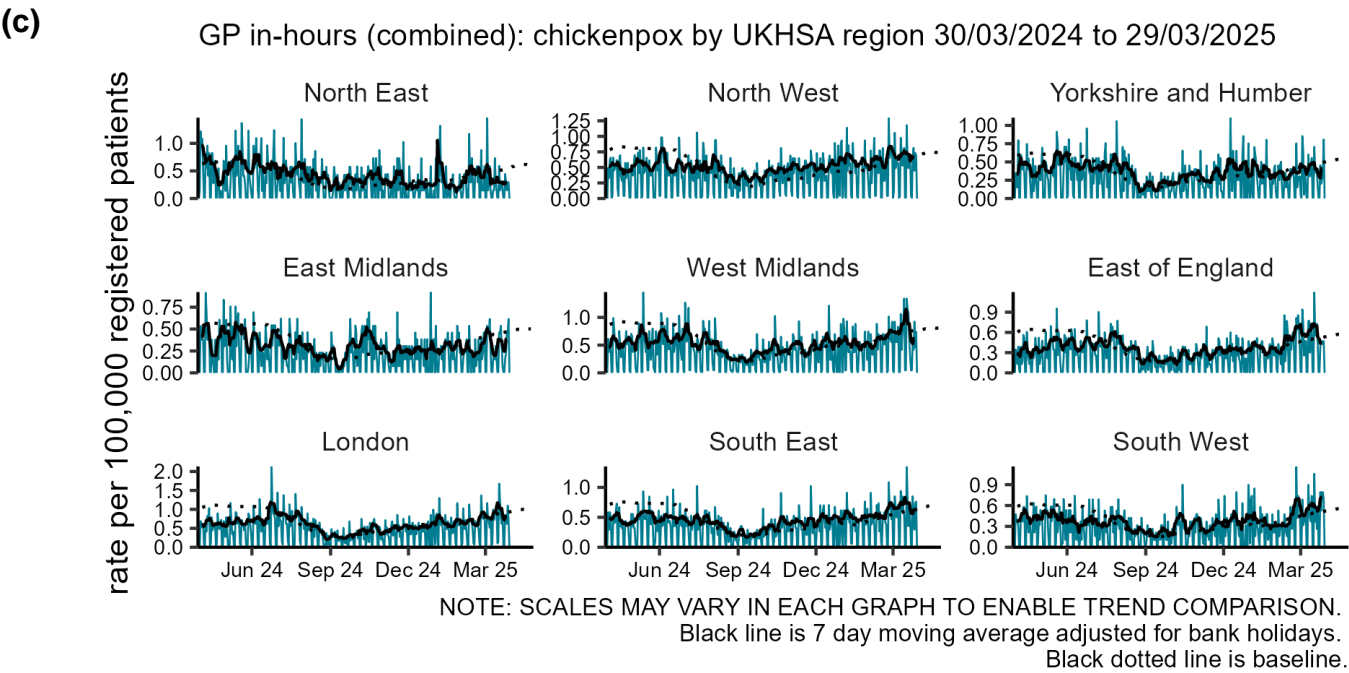 (c)
GP in-hours (combined): chickenpox by UKHSA region 30/03/2024 to 29/03/2025
rate per 100,000 registered patients
North East
1.0
0.5
0.0
North West
1.25
1.00
0.75
0.50
0.25
0.00
Yorkshire and Humber
1.00
0.75
0.50
0.25
0.00
East Midlands
0.75
0.50
0.25
0.00
West Midlands
1.0
0.5
0.0
East of England
0.9
0.6
0.3
0.0
London
2.0
1.5
1.0
0.5
0.0
Jun 24 Sep 24 Dec 24 Mar 25
South East
1.0
0.5
0.0
Jun 24 Sep 24 Dec 24 Mar 25
South West
0.9
0.6
0.3
0.0
Jun 24 Sep 24 Dec 24 Mar 25
NOTE: SCALES MAY VARY IN EACH GRAPH TO ENABLE TREND COMPARISON.
Black line is 7 day moving average adjusted for bank holidays.
Black dotted line is baseline.